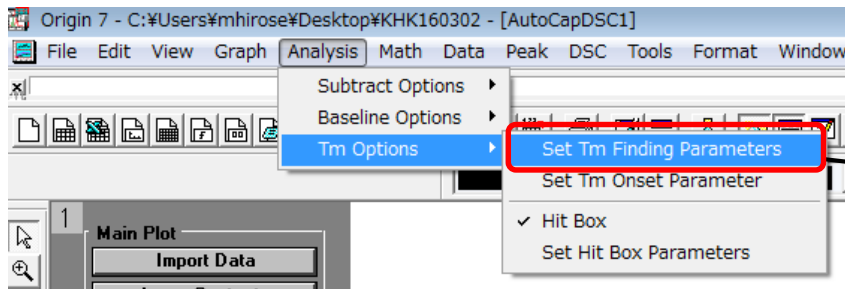 Origin 7 - C:¥Users¥mhirose¥Desktop¥KHK160302 - [AutoCapDSC1]
File Edit View Graph Analysis Math Data Peak DSC Tools Format Window
Subtract Options
Baseline Options
Tm Options
Set Tm Finding Parameters
Set Tm Onset Parameter
Hit Box
Set Hit Box Parameters
1
Main Plot
Import Data